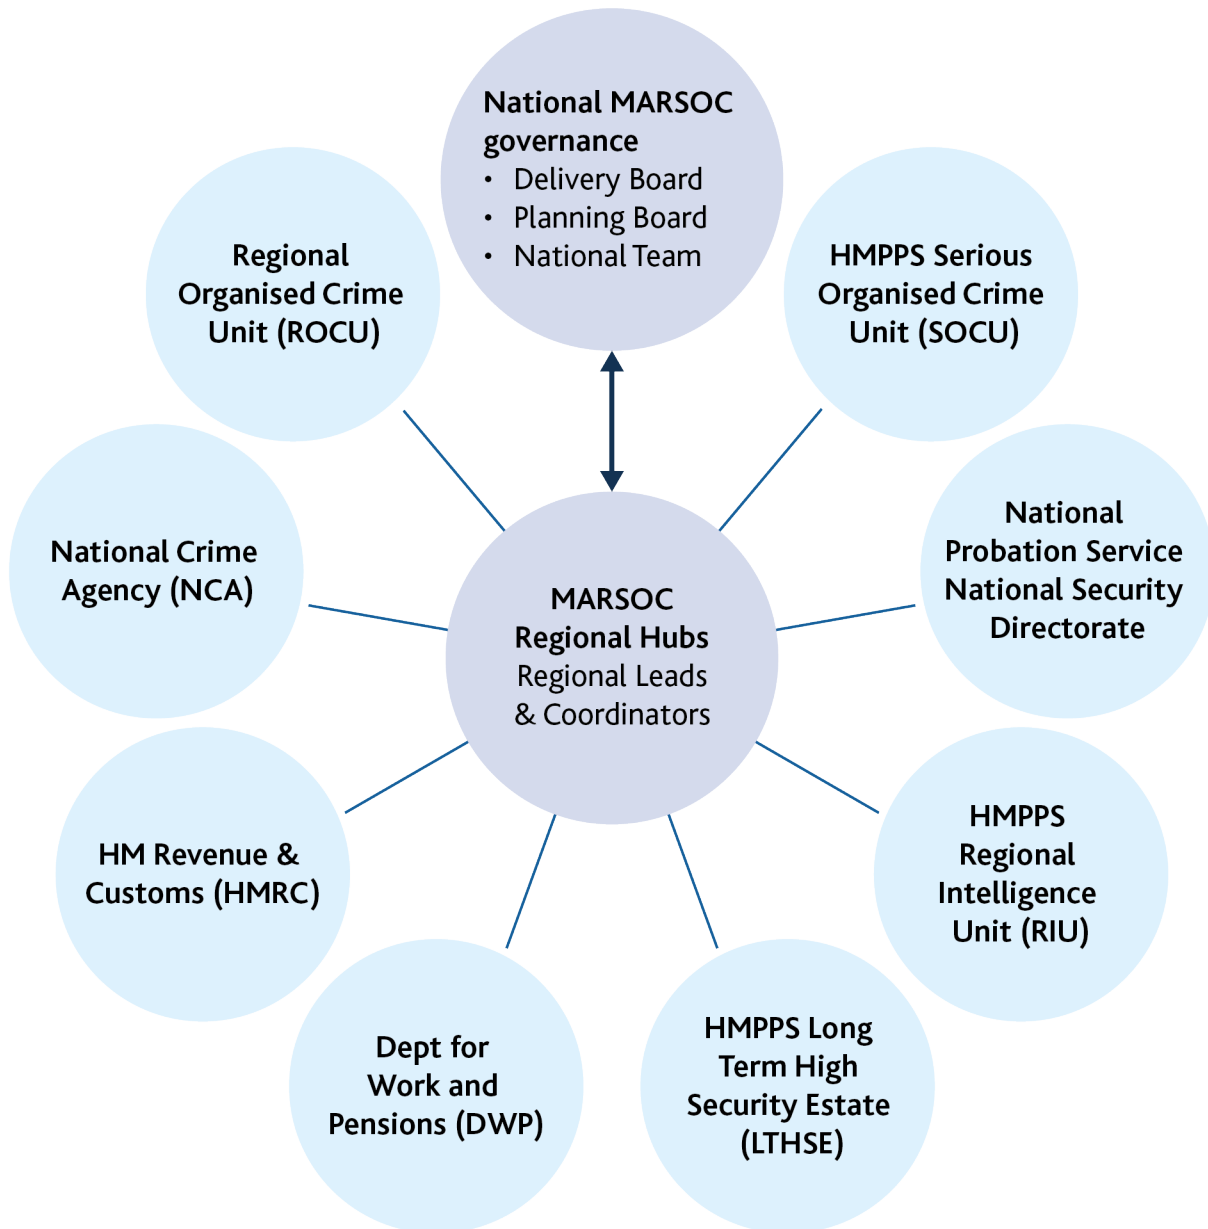 National MARSOC
governance
• Delivery Board
• Planning Board
• National Team
HMPPS Serious
Organised Crime
Unit (SOCU)
National
Probation Service
National Security
Directorate
HMPPS
Regional
Intelligence
Unit (RIU)
HMPPS Long
Term High
Security Estate
(LTHSE)
Dept for
Work and
Pensions (DWP)
HM Revenue &
Customs (HMRC)
National Crime
Agency (NCA)
Regional
Organised Crime
Unit (ROCU)
MARSOC
Regional Hubs
Regional Leads
& Coordinators